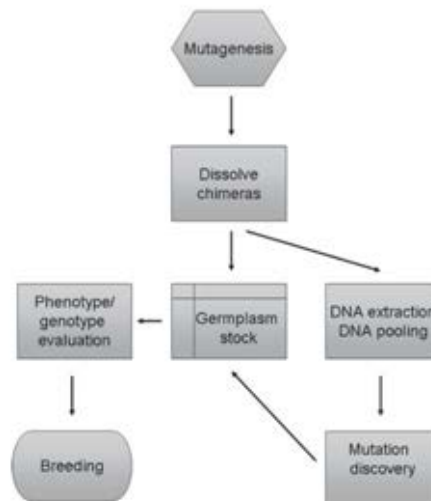 Mutagenesis
Dissolve
chimeras
Phenotype/
genotype
evaluation
Germplasm
stock
DNA extraction
DNA pooling
Breeding
Mutation
discovery